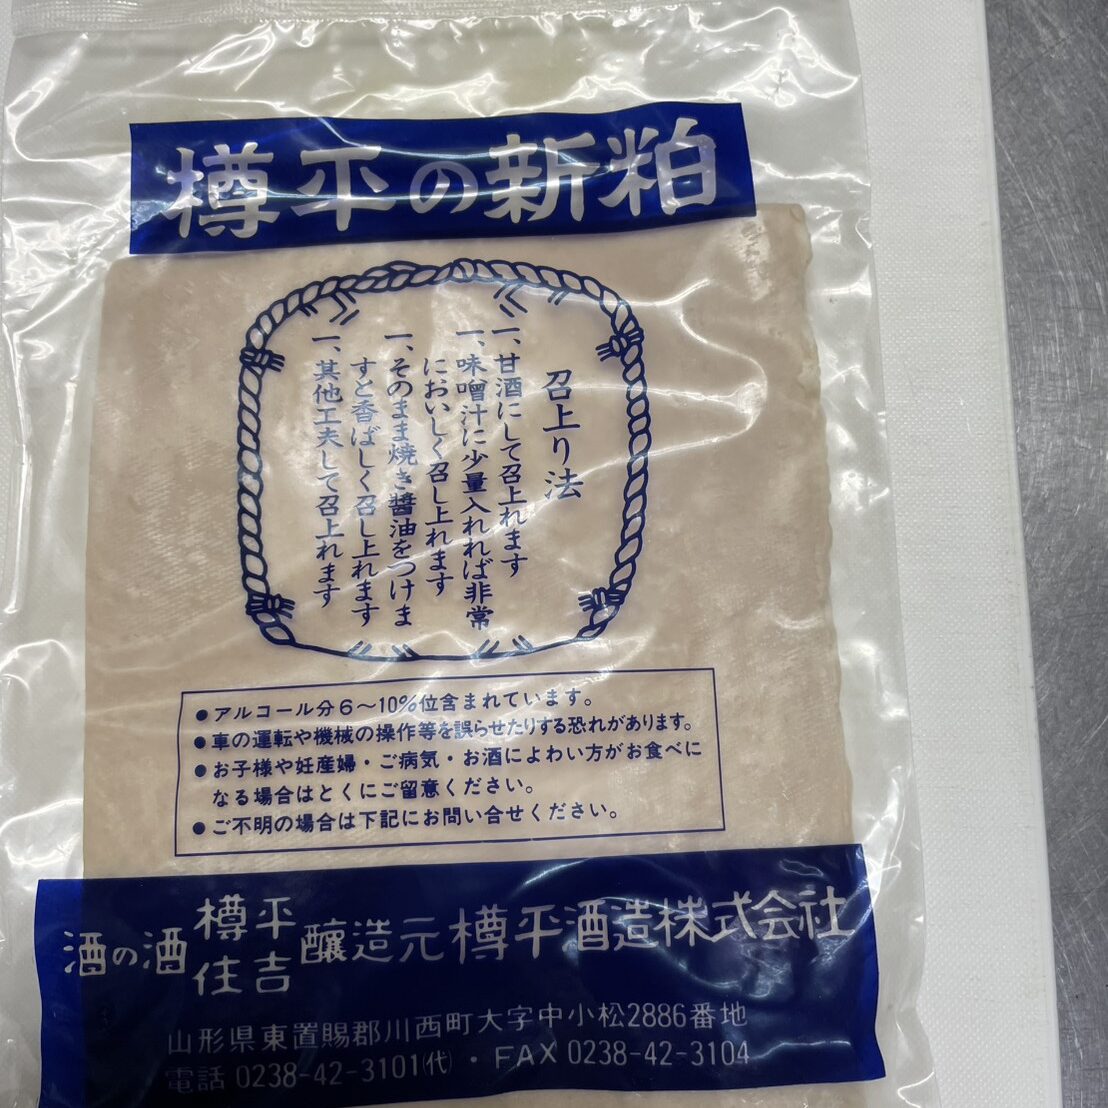 樽平の新粕
召上り法
一、甘酒にして召上れます
一、味噌汁に少量入れれば非常
においしく召し上れます
一、そのまま焼き醬油をつけま
すと香ばしく召し上れます
一、其他工夫して召上れます
●アルコール分6〜10%位含まれています。
●車の運転や機械の操作等を誤らせたりする恐れがあります。
●お子様や妊産婦・ご病気・お酒によわい方がお食べに
なる場合はとくにご留意ください。
●ご不明の場合は下記にお問い合せください。
酒の酒 樽平 住吉 醸造元 樽平酒造株式会社
山形県東置賜郡川西町大字中小松2886番地
電話 0238-42-3101(代)・FAX 0238-42-3104